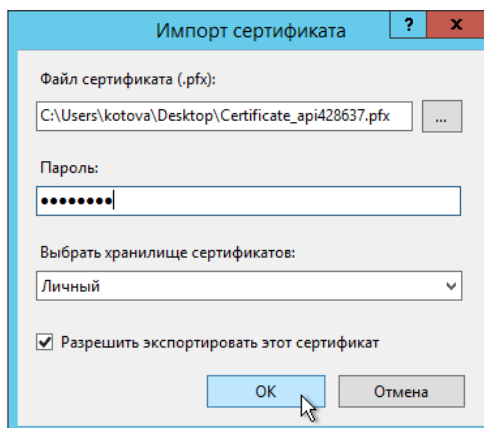 Импорт сертификата
?
x
Файл сертификата (.pfx):
C:\Users\kotova\Desktop\Certificate_api428637.pfx
...
Пароль:
●●●●●●●●
Выбрать хранилище сертификатов:
Личный
Разрешить экспортировать этот сертификат
ОК
Отмена